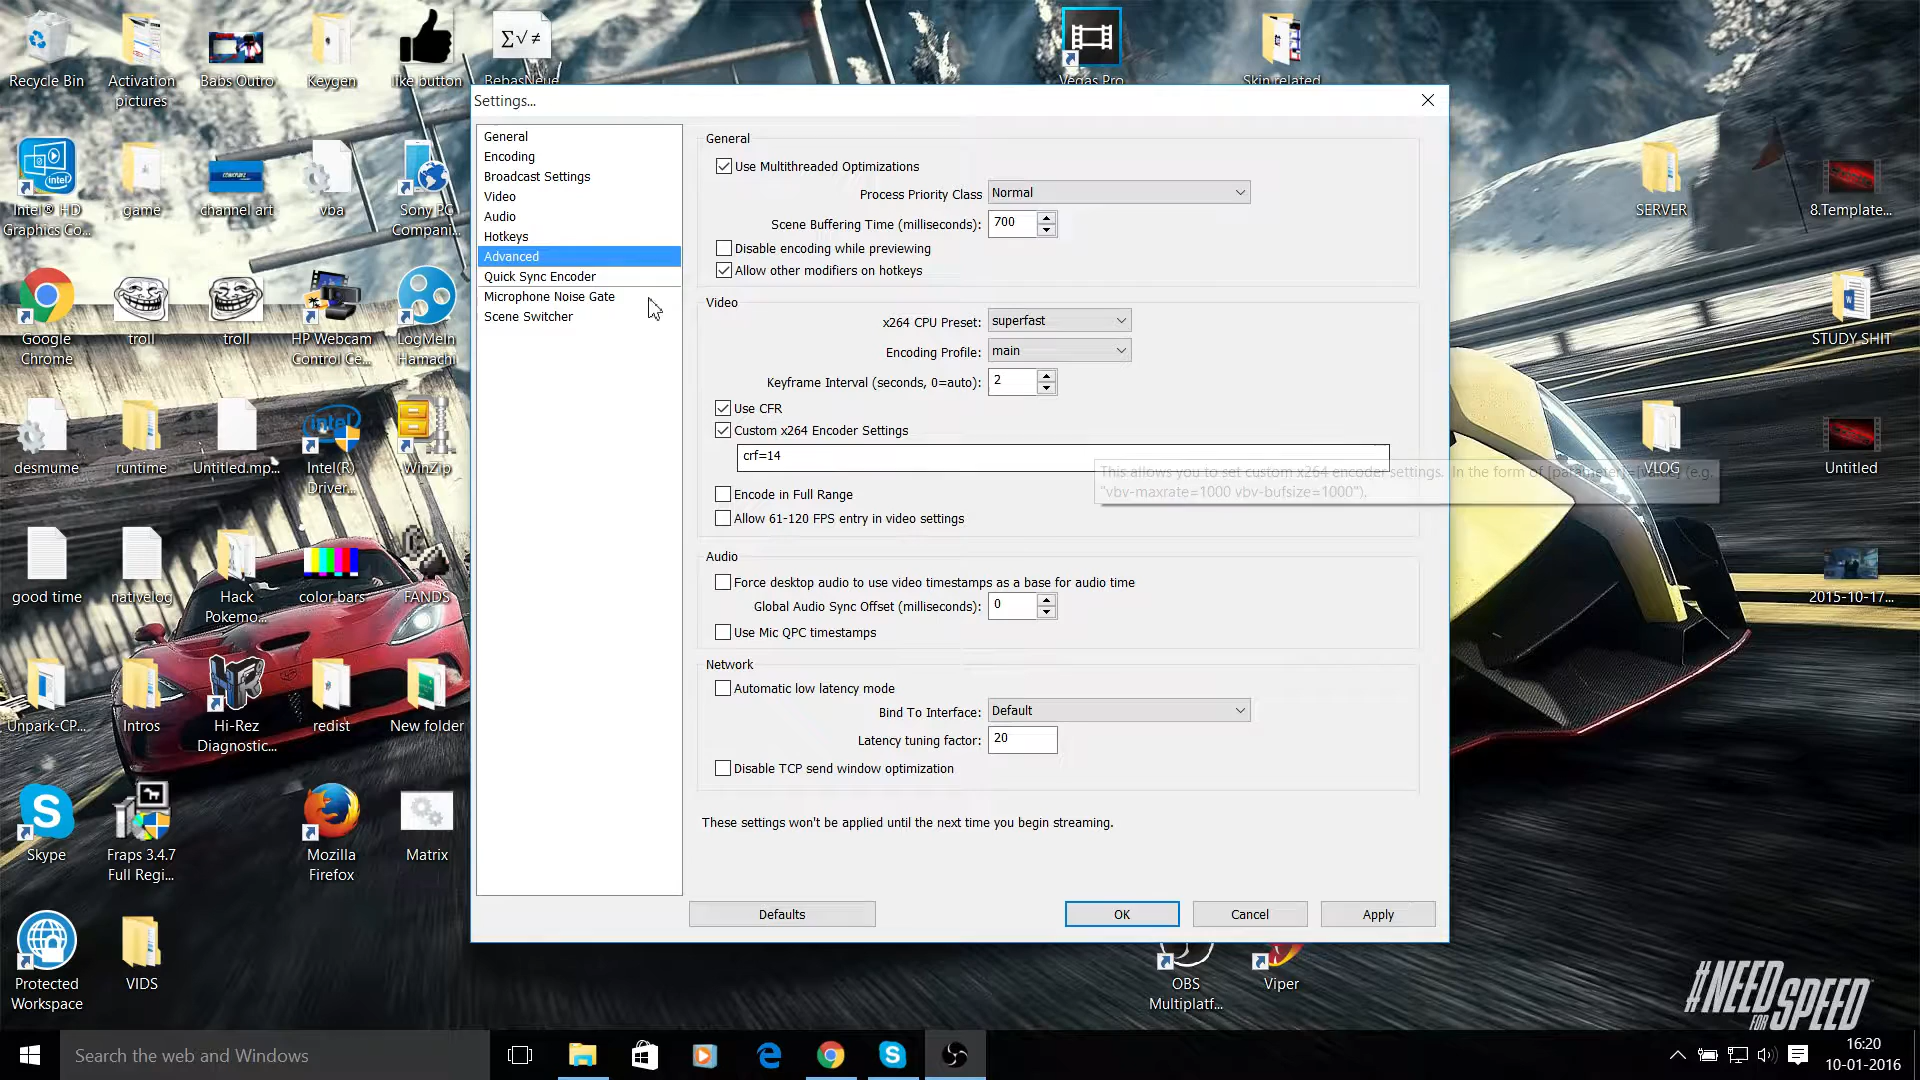 Recycle Bin
Activation pictures
Babs Outro
Keygen
like button
BebasNeue
Vegas Pro
Skin related
Settings...
General
Encoding
Broadcast Settings
Video
Audio
Hotkeys
Advanced
Quick Sync Encoder
Microphone Noise Gate
Scene Switcher
General
Use Multithreaded Optimizations
Process Priority Class
Normal
Scene Buffering Time (milliseconds):
700
Disable encoding while previewing
Allow other modifiers on hotkeys
Video
x264 CPU Preset:
superfast
Encoding Profile:
main
Keyframe Interval (seconds, 0=auto):
2
Use CFR
Custom x264 Encoder Settings
crf=14
This allows you to set custom x264 encoder settings. In the form of [parameter]=[value] (e.g.
"vbv-maxrate=1000 vbv-bufsize=1000").
Encode in Full Range
Allow 61-120 FPS entry in video settings
Audio
Force desktop audio to use video timestamps as a base for audio time
Global Audio Sync Offset (milliseconds):
0
Use Mic QPC timestamps
Network
Automatic low latency mode
Bind To Interface:
Default
Latency tuning factor:
20
Disable TCP send window optimization
These settings won't be applied until the next time you begin streaming.
Defaults
OK
Cancel
Apply
Intel® HD
Graphics Co...
game
channel art
vba
Sony PC
Compani...
SERVER
8.Template...
Google
Chrome
troll
troll
HP Webcam
Control Ce...
LogMeIn
Hamachi
STUDY SHIT
desmume
runtime
Untitled.mp...
Intel(R)
Driver...
WinZip
VLOG
Untitled
good time
nativelog
Hack
Pokemo...
color bars
FANDS
2015-10-17...
Unpark-CP...
Intros
Hi-Rez
Diagnostic...
redist
New folder
Skype
Fraps 3.4.7
Full Regi...
Mozilla
Firefox
Matrix
Protected
Workspace
VIDS
OBS
Multiplatf...
Viper
#NEED
FOR SPEED
Search the web and Windows
16:20
10-01-2016